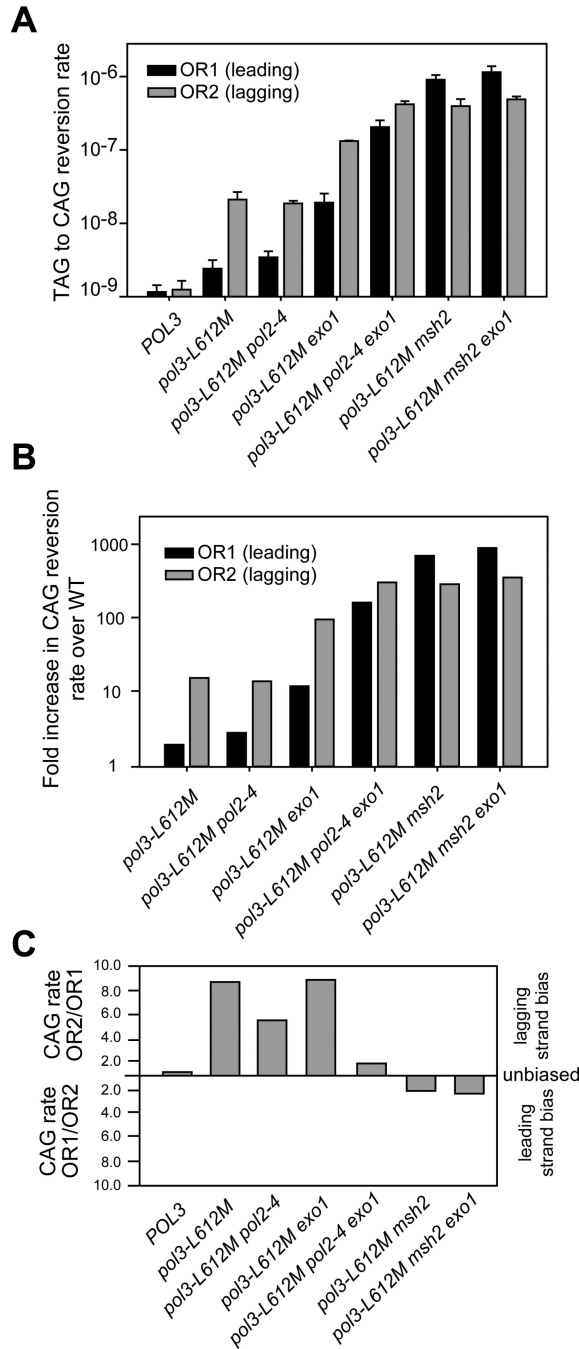 A
TAG to CAG reversion rate
10-6
10-7
10-8
10-9
OR1 (leading)
OR2 (lagging)
POL3
pol3-L612M
pol3-L612M pol2-4
pol3-L612M exo1
pol3-L612M pol2-4 exo1
pol3-L612M msh2
pol3-L612M msh2 exo1
B
Fold increase in CAG reversion
rate over WT
1000
100
10
1
OR1 (leading)
OR2 (lagging)
pol3-L612M
pol3-L612M pol2-4
pol3-L612M exo1
pol3-L612M pol2-4 exo1
pol3-L612M msh2
pol3-L612M msh2 exo1
C
CAG rate
OR2/OR1
10.0
8.0
6.0
4.0
2.0
lagging
strand bias
unbiased
CAG rate
OR1/OR2
2.0
4.0
6.0
8.0
10.0
leading
strand bias
POL3
pol3-L612M
pol3-L612M pol2-4
pol3-L612M exo1
pol3-L612M pol2-4 exo1
pol3-L612M msh2
pol3-L612M msh2 exo1